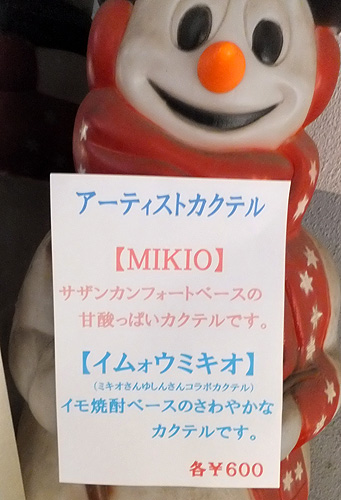 アーティストカクテル
【MIKIO】
サザンカンフォートベースの
甘酸っぱいカクテルです。
【イムォウミキオ】
(ミキオさんゆしんさんコラボカクテル)
イモ焼酎ベースのさわやかな
カクテルです。
各¥600